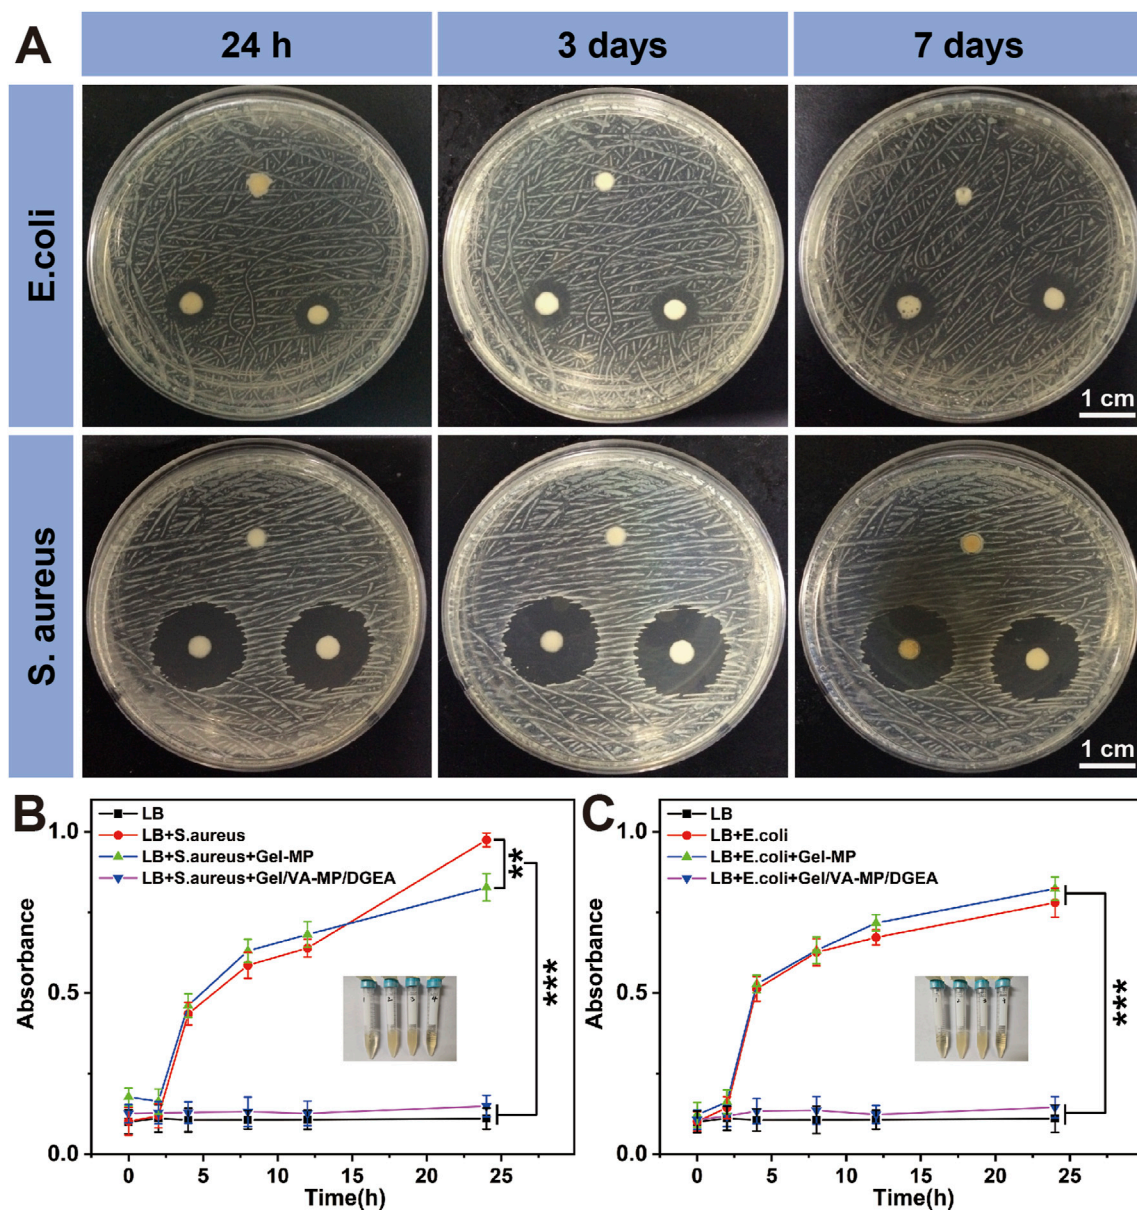 A
24 h
3 days
7 days
E.coli
1 cm
S. aureus
1 cm
B
LB
LB+S.aureus
LB+S.aureus+Gel-MP
LB+S.aureus+Gel/VA-MP/DGEA
**
***
Absorbance
1.0
0.5
0.0
0 5 10 15 20 25
Time(h)
C
LB
LB+E.coli
LB+E.coli+Gel-MP
LB+E.coli+Gel/VA-MP/DGEA
***
Absorbance
1.0
0.5
0.0
0 5 10 15 20 25
Time(h)